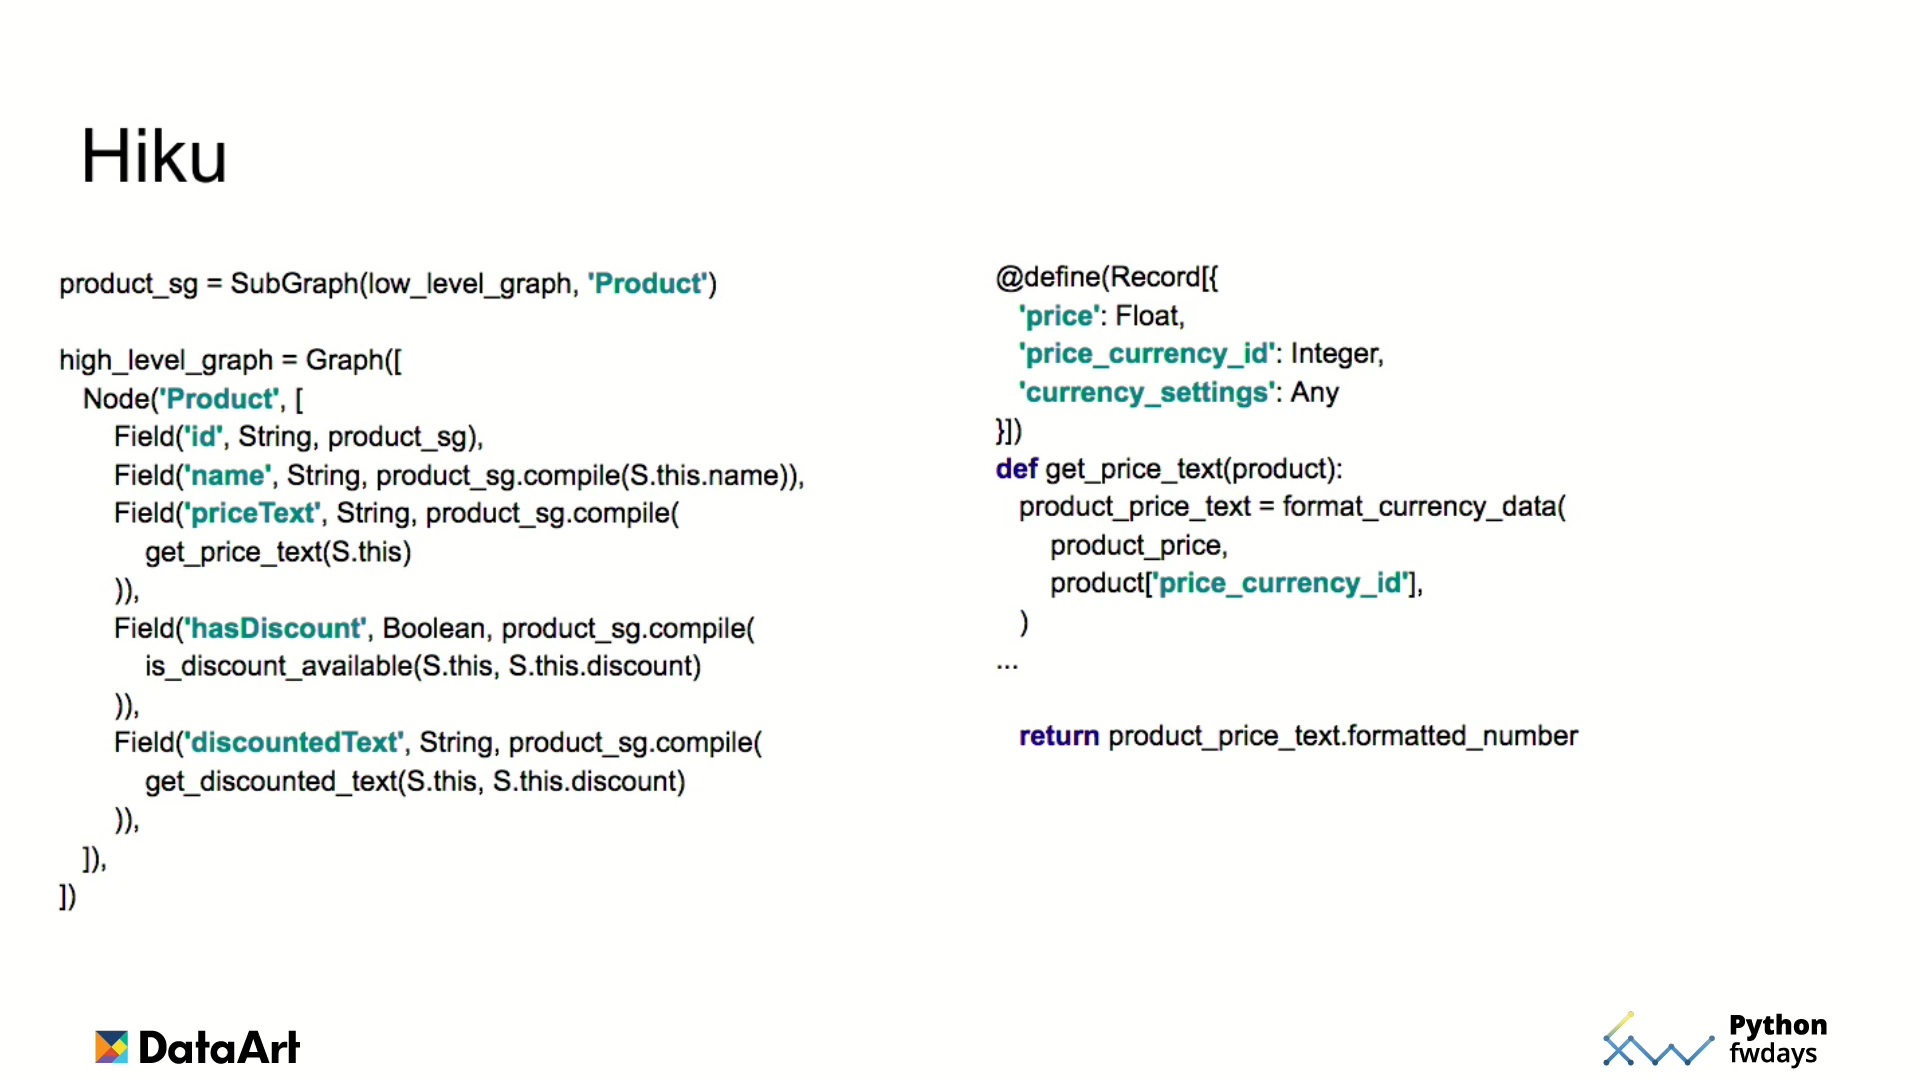 Hiku
product_sg = SubGraph(low_level_graph, 'Product')
high_level_graph = Graph([
Node('Product', [
Field('id', String, product_sg),
Field('name', String, product_sg.compile(S.this.name)),
Field('priceText', String, product_sg.compile(
get_price_text(S.this)
)),
Field('hasDiscount', Boolean, product_sg.compile(
is_discount_available(S.this, S.this.discount)
)),
Field('discountedText', String, product_sg.compile(
get_discounted_text(S.this, S.this.discount)
)),
]),
])
@define(Record[{
'price': Float,
'price_currency_id': Integer,
'currency_settings': Any
}])
def get_price_text(product):
product_price_text = format_currency_data(
product_price,
product['price_currency_id'],
)
...
return product_price_text.formatted_number
DataArt
Python
fwdays